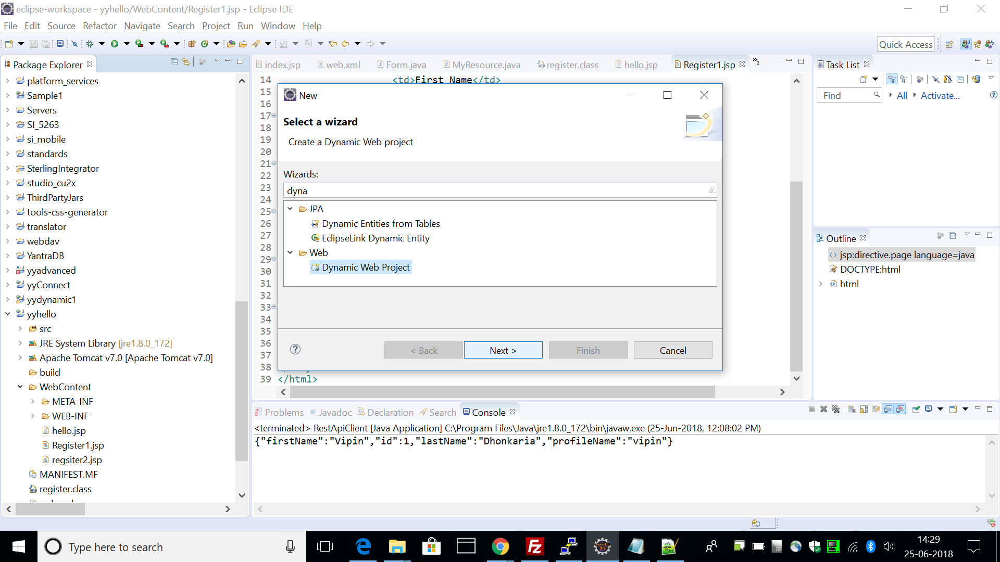 eclipse-workspace - yyhello/WebContent/Register1.jsp - Eclipse IDE
File Edit Source Refactor Navigate Search Project Run Window Help
Quick Access
Package Explorer
platform_services
Sample1
Servers
SI_5263
si_mobile
standards
SterlingIntegrator
studio_cu2x
ThirdPartyJars
tools-css-generator
translator
webdav
YantraDB
yyadvanced
yyConnect
yydynamic1
yyhello
src
JRE System Library [jre1.8.0_172]
Apache Tomcat v7.0 [Apache Tomcat v7.0]
build
WebContent
META-INF
WEB-INF
hello.jsp
Register1.jsp
regsiter2.jsp
MANIFEST.MF
register.class
index.jsp web.xml Form.java MyResource.java register.class hello.jsp Register1.jsp »2
14 <td>First Name</td>
15
16
17
18
19
20
21
22
23
24
25
26
27
28
29
30
31
32
33
34
35
36
37
38
39 </html>
New
Select a wizard
Create a Dynamic Web project
Wizards:
dyna
JPA
Dynamic Entities from Tables
EclipseLink Dynamic Entity
Web
Dynamic Web Project
< Back Next > Finish Cancel
Task List
Find All Activate...
Outline
jsp:directive.page language=java
DOCTYPE:html
html
Problems Javadoc Declaration Search Console
<terminated> RestApiClient [Java Application] C:\Program Files\Java\jre1.8.0_172\bin\javaw.exe (25-Jun-2018, 12:08:02 PM)
{"firstName":"Vipin","id":1,"lastName":"Dhonkaria","profileName":"vipin"}
Type here to search
Java EE
IDE
14:29
25-06-2018